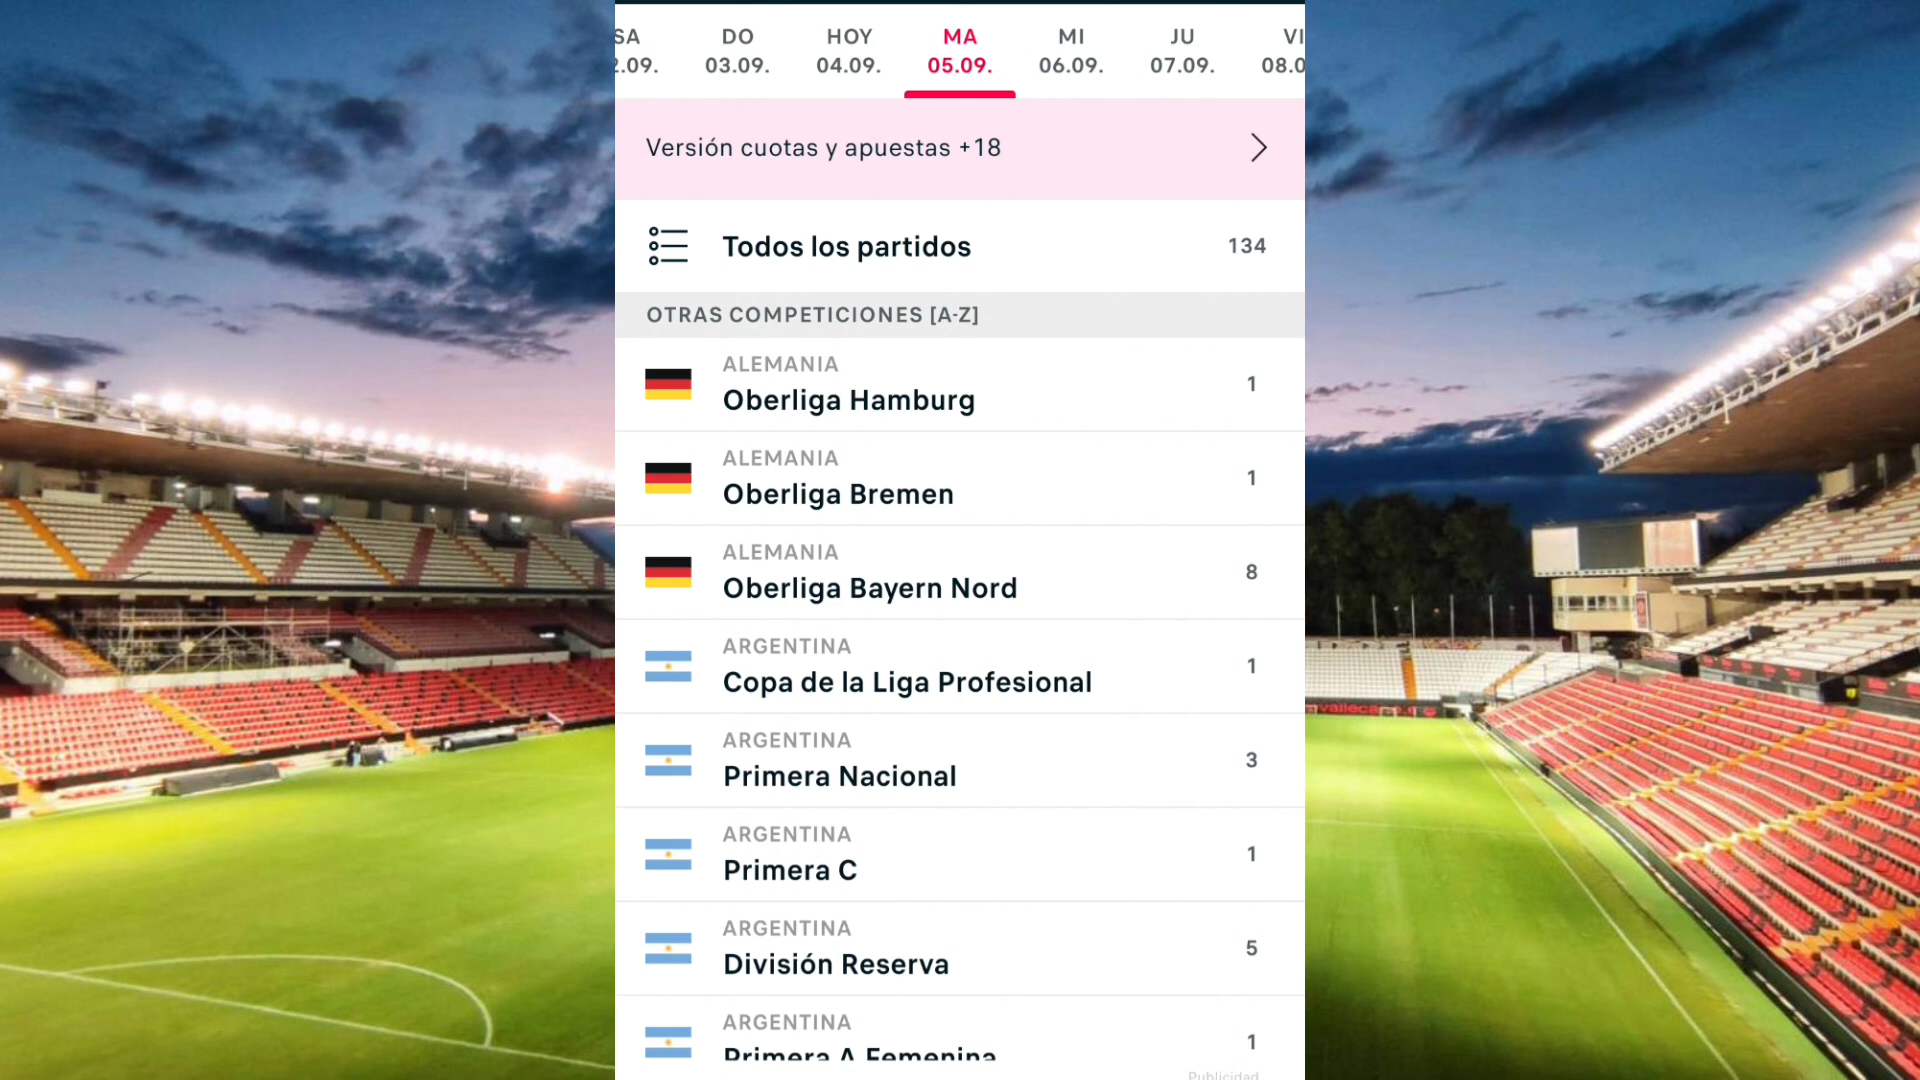 SA DO HOY MA MI JU VI
2.09. 03.09. 04.09. 05.09. 06.09. 07.09. 08.0
Versión cuotas y apuestas +18
Todos los partidos 134
OTRAS COMPETICIONES [A-Z]
ALEMANIA
Oberliga Hamburg 1
ALEMANIA
Oberliga Bremen 1
ALEMANIA
Oberliga Bayern Nord 8
ARGENTINA
Copa de la Liga Profesional 1
ARGENTINA
Primera Nacional 3
ARGENTINA
Primera C 1
ARGENTINA
División Reserva 5
ARGENTINA
Primera A Femenina 1
Publicidad